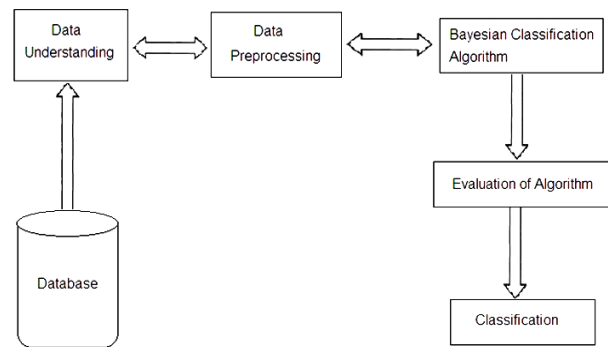 Data
Understanding
Data
Preprocessing
Bayesian Classification
Algorithm
Evaluation of Algorithm
Database
Classification